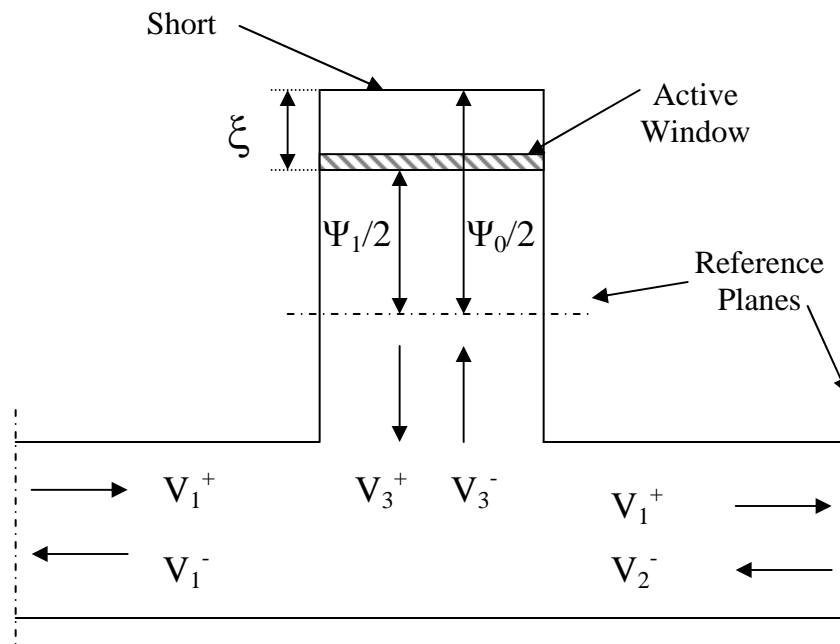 Short
Active
Window
ξ
Ψ₁/2
Ψ₀/2
Reference
Planes
V₁⁺
V₃⁺
V₃⁻
V₁⁺
V₁⁻
V₂⁻